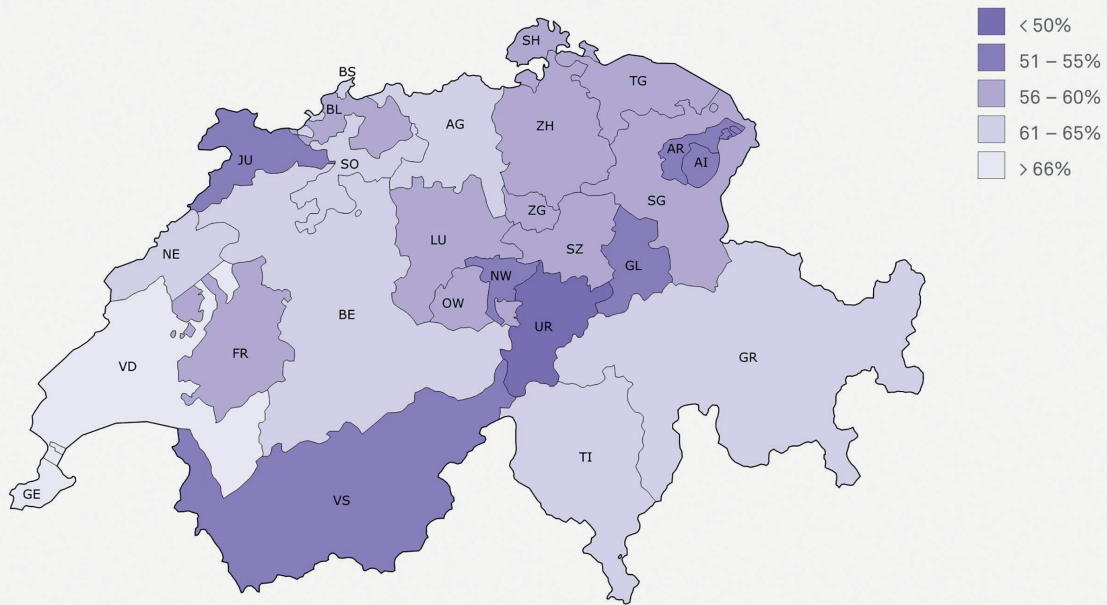 < 50%
51 – 55%
56 – 60%
61 – 65%
> 66%
SH
BS
TG
BL
AG
ZH
AR
AI
JU
SO
SG
ZG
LU
SZ
NE
GL
NW
OW
BE
UR
FR
VD
GR
TI
GE
VS